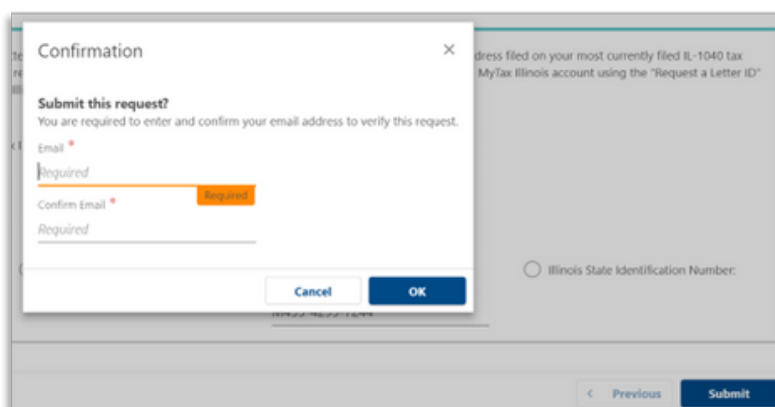 Confirmation
dress filed on your most currently filed IL-1040 tax
MyTax Illinois account using the "Request a Letter ID"
Submit this request?
You are required to enter and confirm your email address to verify this request.
Email *
Required
Required
Confirm Email *
Required
Illinois State Identification Number:
Cancel
OK
< Previous
Submit